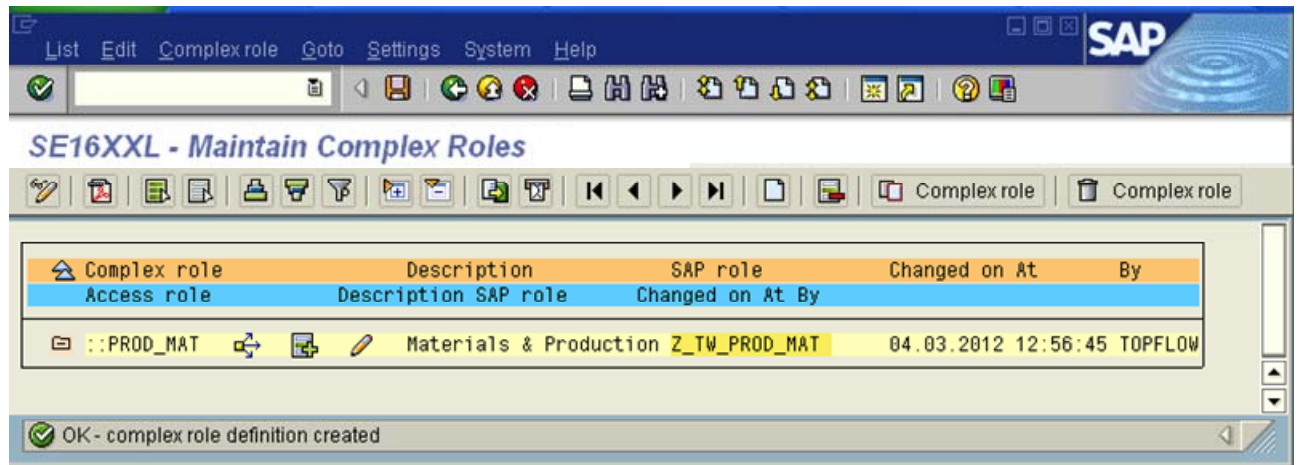 List Edit Complex role Goto Settings System Help
SAP
SE16XXL - Maintain Complex Roles
Complex role Complex role
Complex role Description SAP role Changed on At By
Access role Description SAP role Changed on At By
::PROD_MAT Materials & Production Z_TW_PROD_MAT 04.03.2012 12:56:45 TOPFLOW
OK - complex role definition created